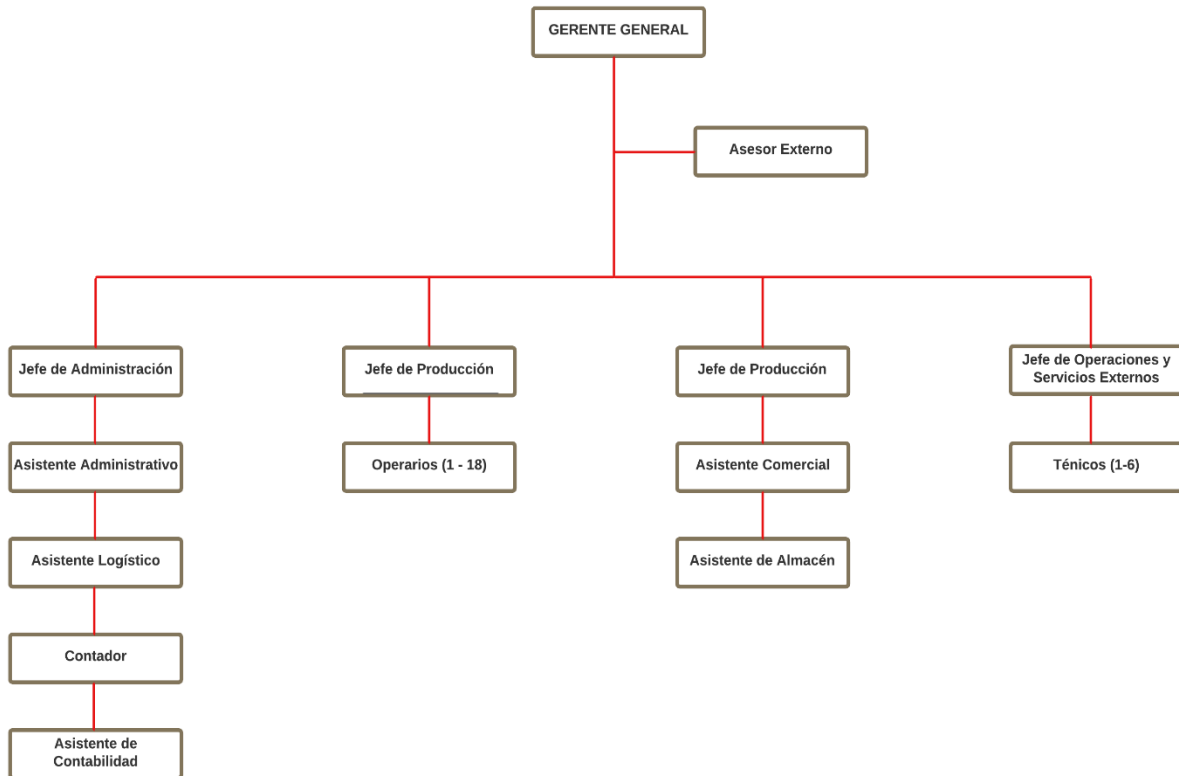 GERENTE GENERAL
Asesor Externo
Jefe de Administración
Jefe de Producción
Jefe de Producción
Jefe de Operaciones y
Servicios Externos
Asistente Administrativo
Operarios (1 - 18)
Asistente Comercial
Ténicos (1-6)
Asistente Logístico
Asistente de Almacén
Contador
Asistente de
Contabilidad